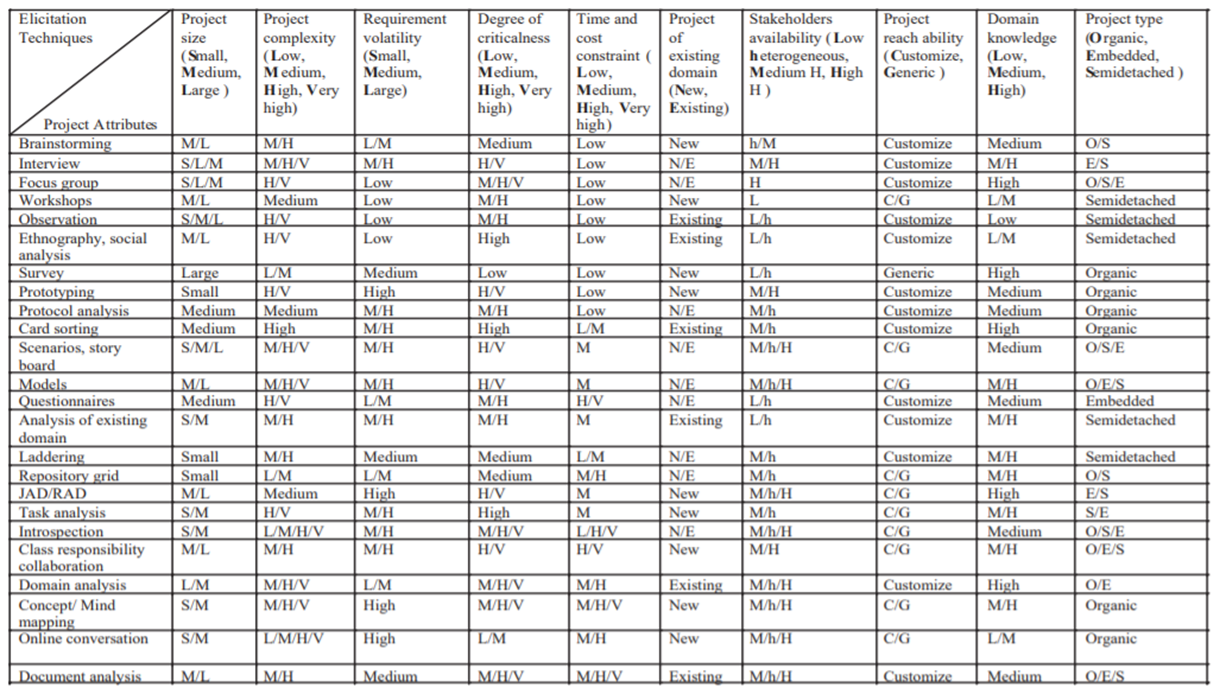 Elicitation Techniques Project Attributes | Project size (Small, Medium, Large ) | Project complexity (Low, Medium, High, Very high) | Requirement volatility (Small, Medium, Large) | Degree of criticalness (Low, Medium, High, Very high) | Time and cost constraint ( Low, Medium, High, Very high) | Project of existing domain (New, Existing) | Stakeholders availability ( Low heterogeneous, Medium H, High H ) | Project reach ability (Customize, Generic ) | Domain knowledge (Low, Medium, High) | Project type (Organic, Embedded, Semidetached )
Brainstorming | M/L | M/H | L/M | Medium | Low | New | h/M | Customize | Medium | O/S
Interview | S/L/M | M/H/V | M/H | H/V | Low | N/E | M/H | Customize | M/H | E/S
Focus group | S/L/M | H/V | Low | M/H/V | Low | N/E | H | Customize | High | O/S/E
Workshops | M/L | Medium | Low | M/H | Low | New | L | C/G | L/M | Semidetached
Observation | S/M/L | H/V | Low | M/H | Low | Existing | L/h | Customize | Low | Semidetached
Ethnography, social analysis | M/L | H/V | Low | High | Low | Existing | L/h | Customize | L/M | Semidetached
Survey | Large | L/M | Medium | Low | Low | New | L/h | Generic | High | Organic
Prototyping | Small | H/V | High | H/V | Low | New | M/H | Customize | Medium | Organic
Protocol analysis | Medium | Medium | M/H | M/H | Low | N/E | M/h | Customize | Medium | Organic
Card sorting | Medium | High | M/H | High | L/M | Existing | M/h | Customize | High | Organic
Scenarios, story board | S/M/L | M/H/V | M/H | H/V | M | N/E | M/h/H | C/G | Medium | O/S/E
Models | M/L | M/H/V | M/H | H/V | M | N/E | M/h/H | C/G | M/H | O/E/S
Questionnaires | Medium | H/V | L/M | M/H | H/V | N/E | L/h | Customize | Medium | Embedded
Analysis of existing domain | S/M | M/H | M/H | M/H | M | Existing | L/h | Customize | M/H | Semidetached
Laddering | Small | M/H | Medium | Medium | L/M | N/E | M/h | Customize | M/H | Semidetached
Repository grid | Small | L/M | L/M | Medium | M/H | N/E | M/h | C/G | M/H | O/S
JAD/RAD | M/L | Medium | High | H/V | M | New | M/h/H | C/G | High | E/S
Task analysis | S/M | H/V | M/H | High | M | New | M/h | C/G | M/H | S/E
Introspection | S/M | L/M/H/V | M/H | M/H/V | L/H/V | N/E | M/h/H | C/G | Medium | O/S/E
Class responsibility collaboration | M/L | M/H | M/H | H/V | H/V | New | M/H | C/G | M/H | O/E/S
Domain analysis | L/M | M/H/V | L/M | M/H/V | M/H | Existing | M/h/H | Customize | High | O/E
Concept/ Mind mapping | S/M | M/H/V | High | M/H/V | M/H/V | New | M/h/H | C/G | M/H | Organic
Online conversation | S/M | L/M/H/V | High | L/M | M/H | New | M/h/H | C/G | L/M | Organic
Document analysis | M/L | M/H | Medium | M/H/V | M/H/V | Existing | M/h/H | Customize | Medium | O/E/S